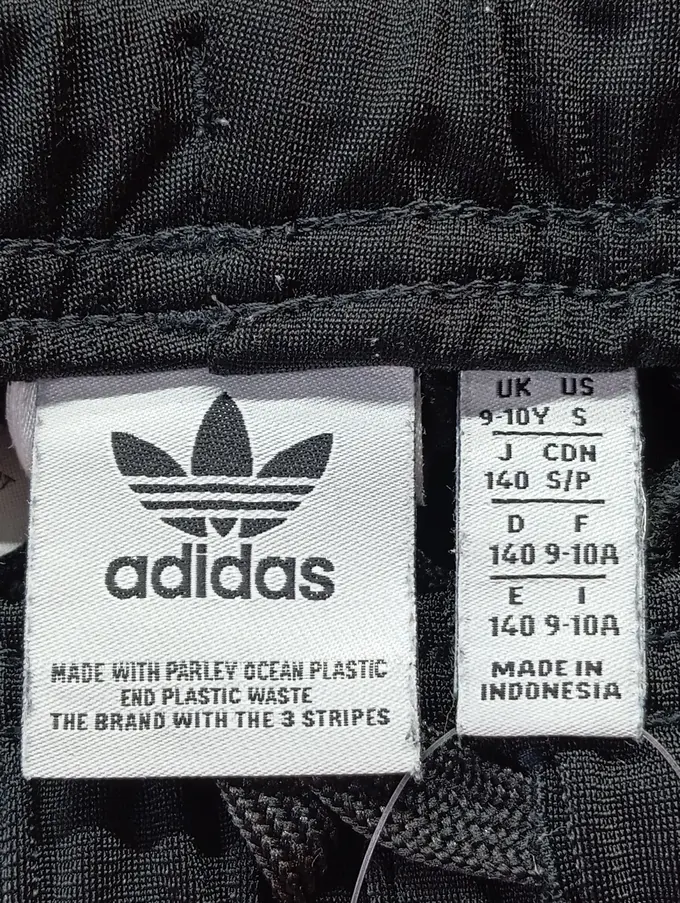 adidas
MADE WITH PARLEY OCEAN PLASTIC
END PLASTIC WASTE
THE BRAND WITH THE 3 STRIPES
UK US
9-10Y S
J CDN
140 S/P
D F
140 9-10A
E I
140 9-10A
MADE IN
INDONESIA